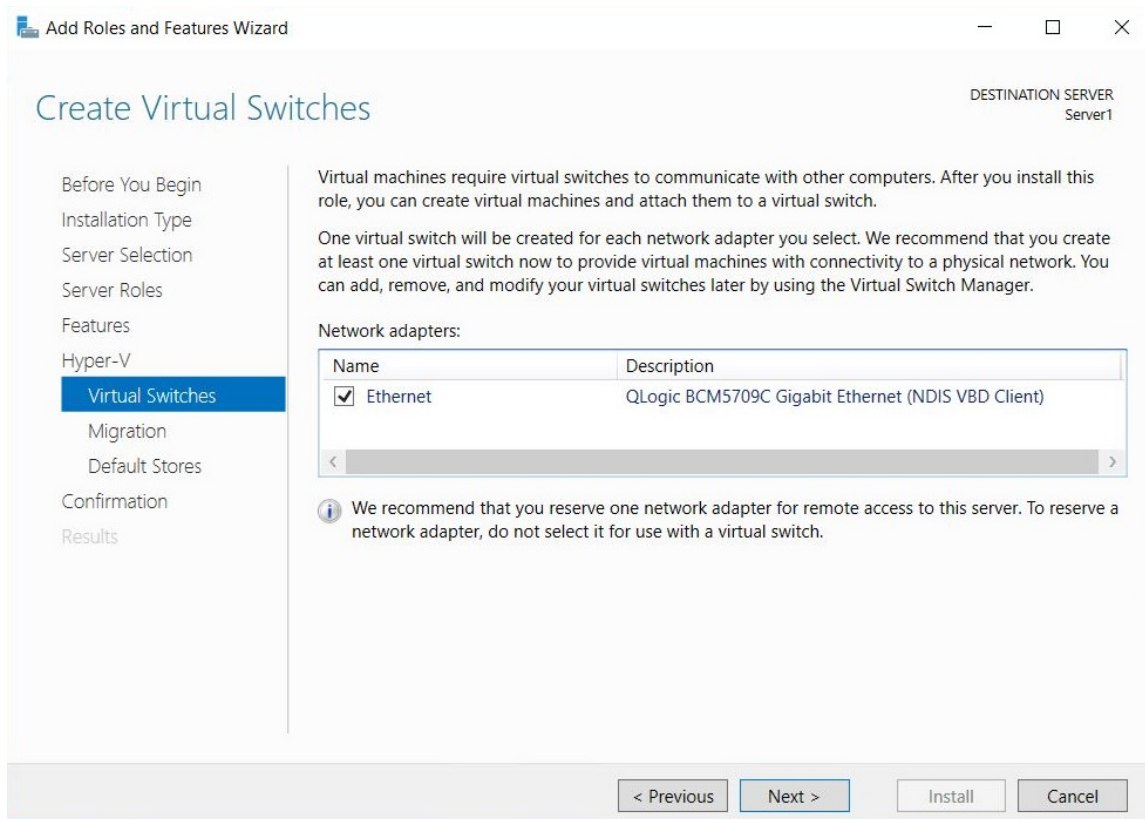 Add Roles and Features Wizard
Create Virtual Switches
DESTINATION SERVER
Server1
Before You Begin
Installation Type
Server Selection
Server Roles
Features
Hyper-V
Virtual Switches
Migration
Default Stores
Confirmation
Results
Virtual machines require virtual switches to communicate with other computers. After you install this
role, you can create virtual machines and attach them to a virtual switch.
One virtual switch will be created for each network adapter you select. We recommend that you create
at least one virtual switch now to provide virtual machines with connectivity to a physical network. You
can add, remove, and modify your virtual switches later by using the Virtual Switch Manager.
Network adapters:
Name Description
Ethernet QLogic BCM5709C Gigabit Ethernet (NDIS VBD Client)
We recommend that you reserve one network adapter for remote access to this server. To reserve a
network adapter, do not select it for use with a virtual switch.
< Previous Next > Install Cancel